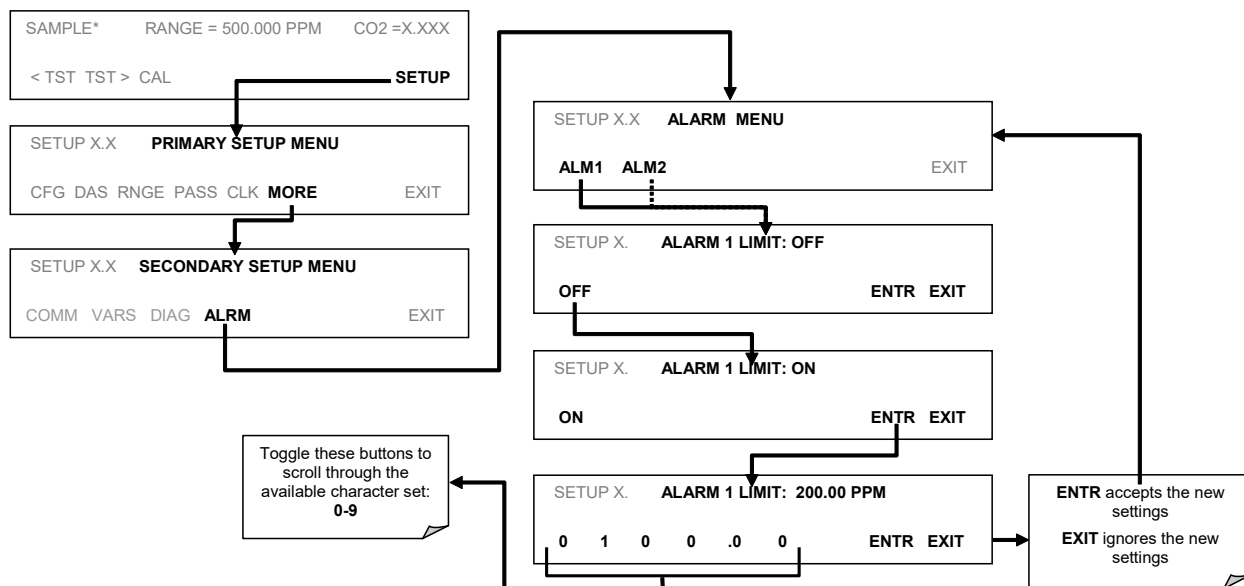 SAMPLE* RANGE = 500.000 PPM CO2 =X.XXX
< TST TST > CAL SETUP
SETUP X.X PRIMARY SETUP MENU
CFG DAS RNGE PASS CLK MORE EXIT
SETUP X.X SECONDARY SETUP MENU
COMM VARS DIAG ALRM EXIT
SETUP X.X ALARM MENU
ALM1 ALM2 EXIT
SETUP X. ALARM 1 LIMIT: OFF
OFF ENTR EXIT
SETUP X. ALARM 1 LIMIT: ON
ON ENTR EXIT
Toggle these buttons to
scroll through the
available character set:
0-9
SETUP X. ALARM 1 LIMIT: 200.00 PPM
0 1 0 0 .0 0 ENTR EXIT
ENTR accepts the new
settings
EXIT ignores the new
settings